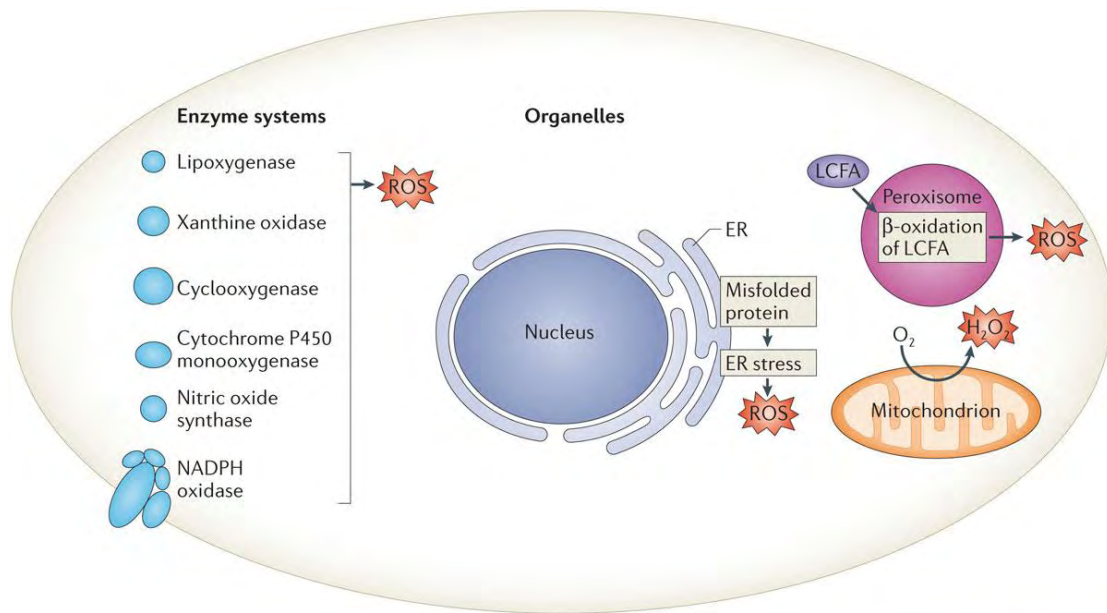 Enzyme systems
Lipoxygenase
Xanthine oxidase
Cyclooxygenase
Cytochrome P450
monooxygenase
Nitric oxide
synthase
NADPH
oxidase
ROS
Organelles
Nucleus
ER
Misfolded
protein
ER stress
ROS
LCFA
Peroxisome
β-oxidation
of LCFA
ROS
O₂
H₂O₂
Mitochondrion